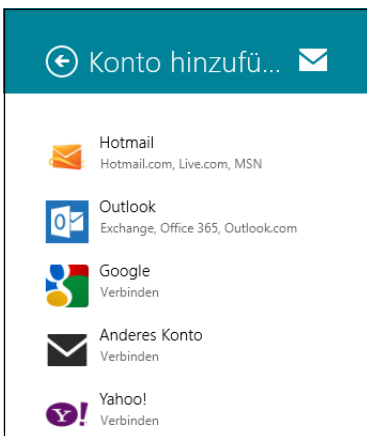 Konto hinzufü...
Hotmail
Hotmail.com, Live.com, MSN
Outlook
Exchange, Office 365, Outlook.com
Google
Verbinden
Anderes Konto
Verbinden
Yahoo!
Verbinden